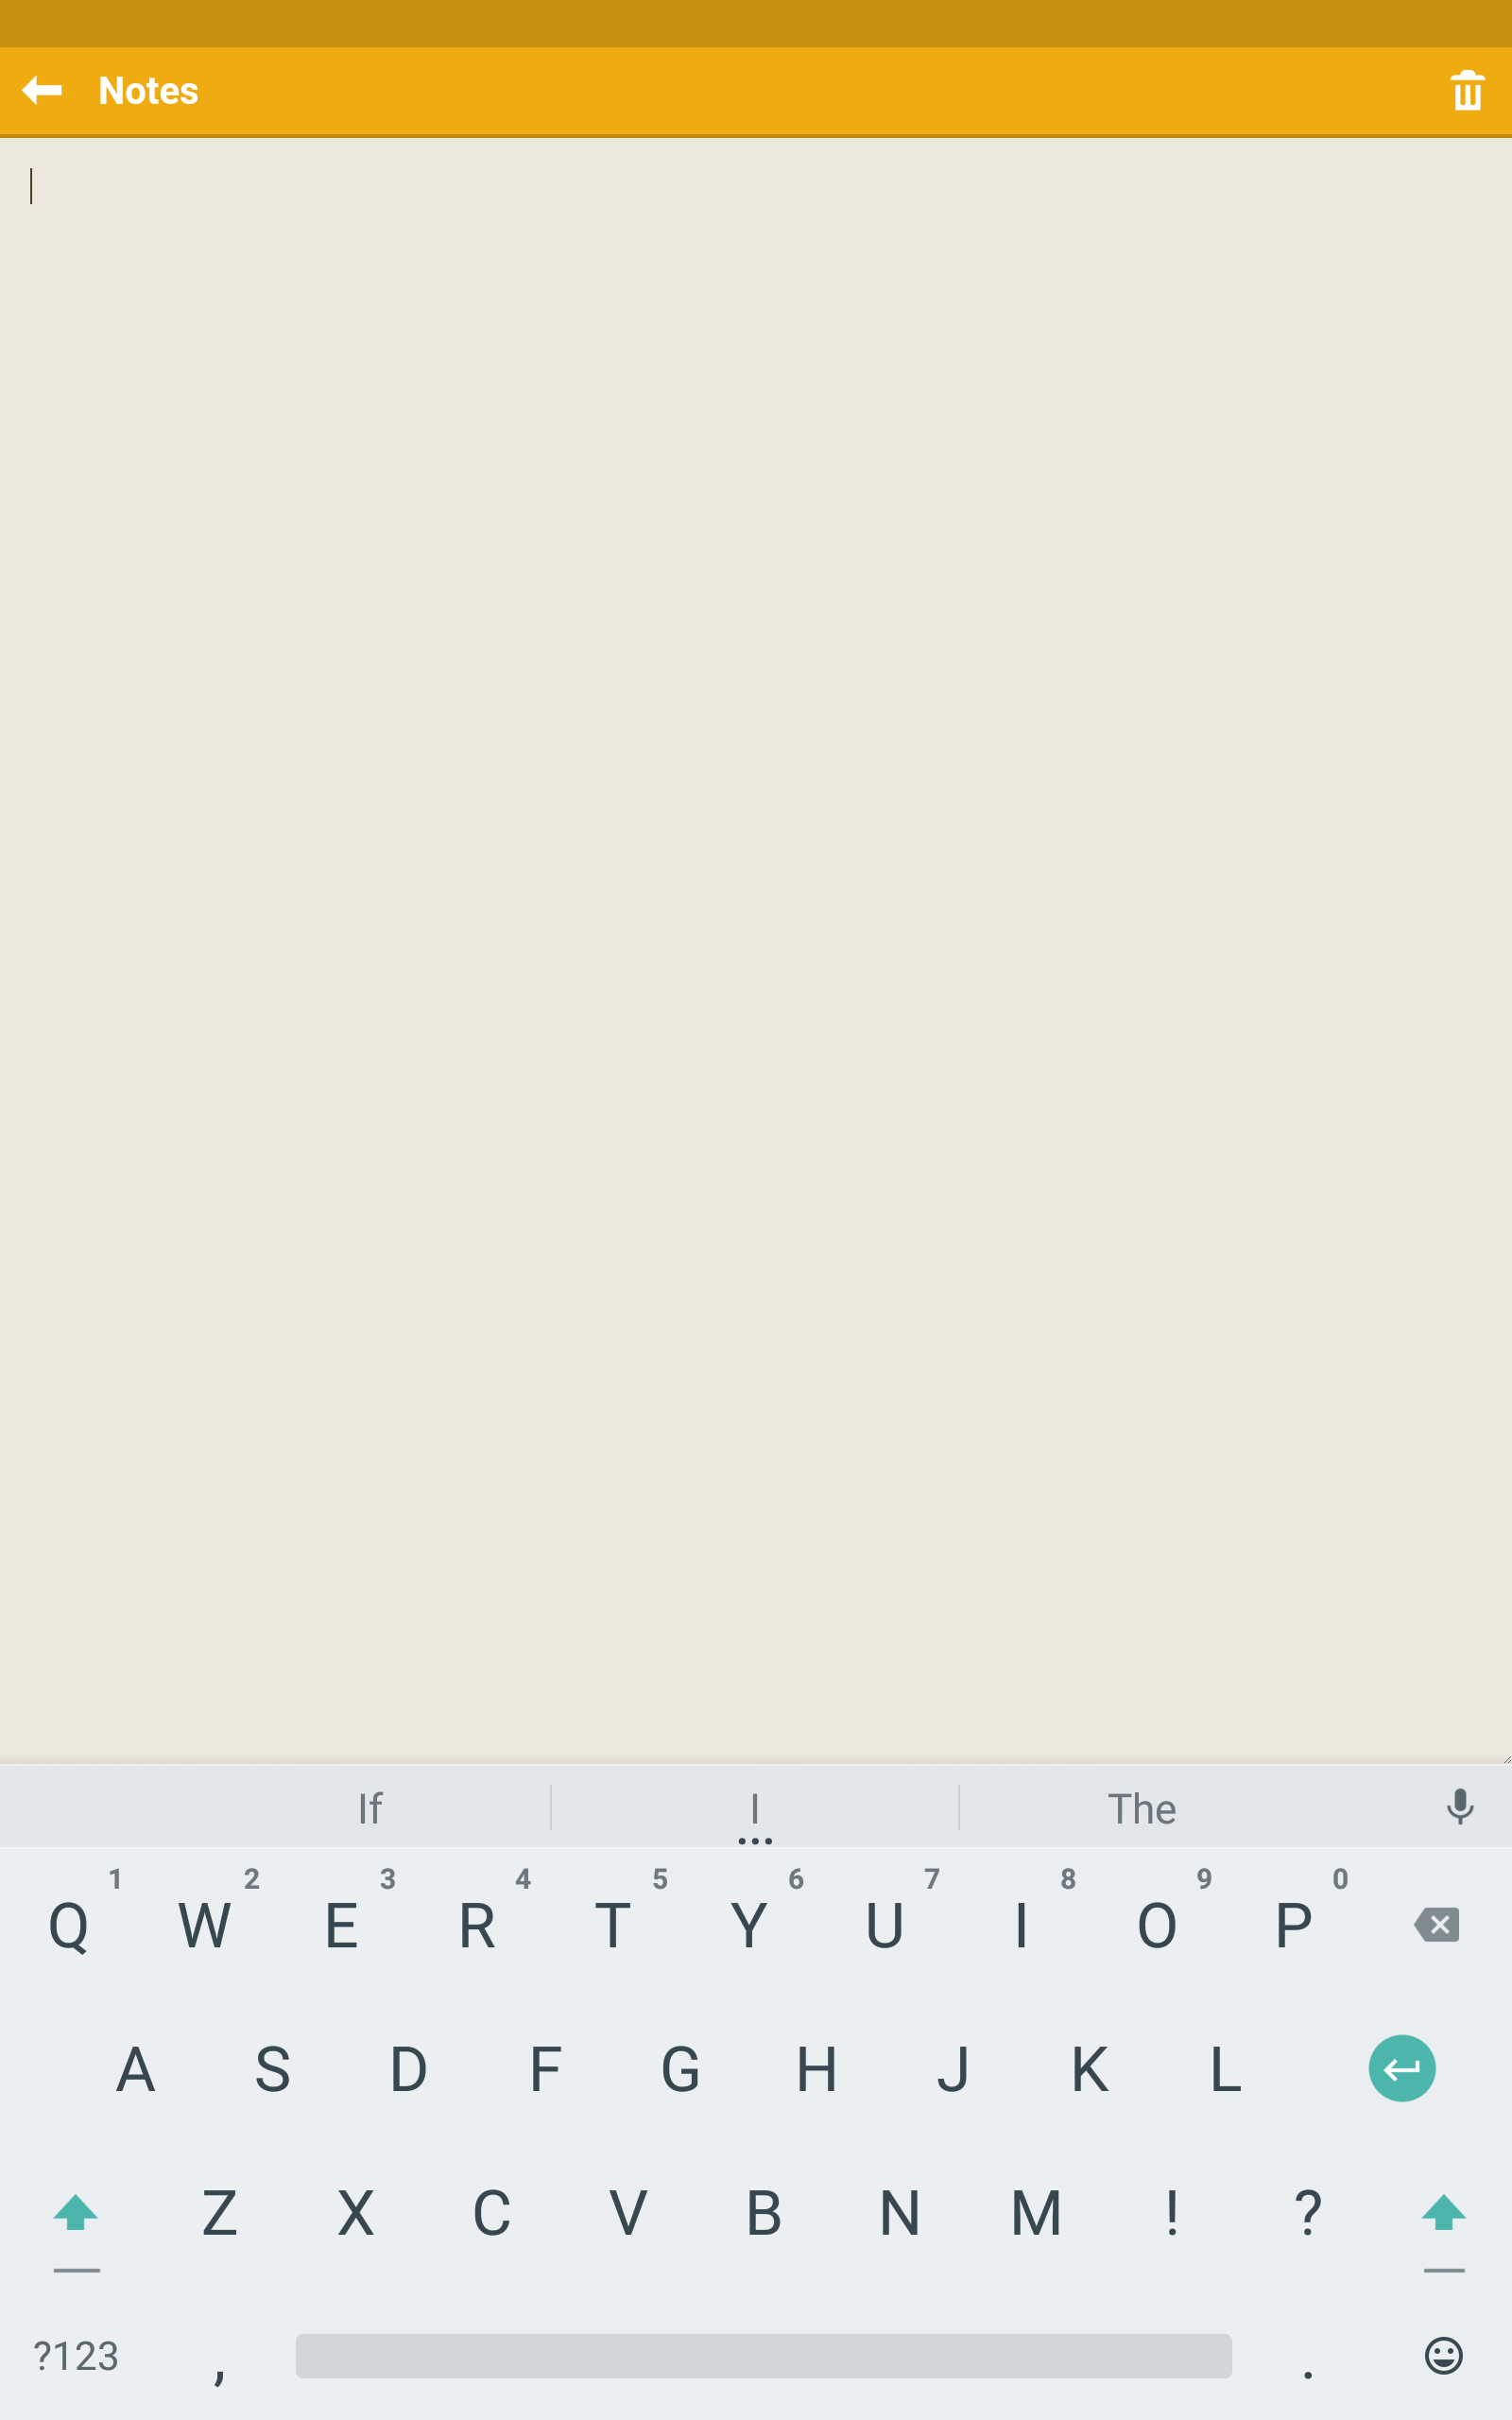 Notes
If I The
1 2 3 4 5 6 7 8 9 0
Q W E R T Y U I O P
A S D F G H J K L
Z X C V B N M ! ?
?123 , .